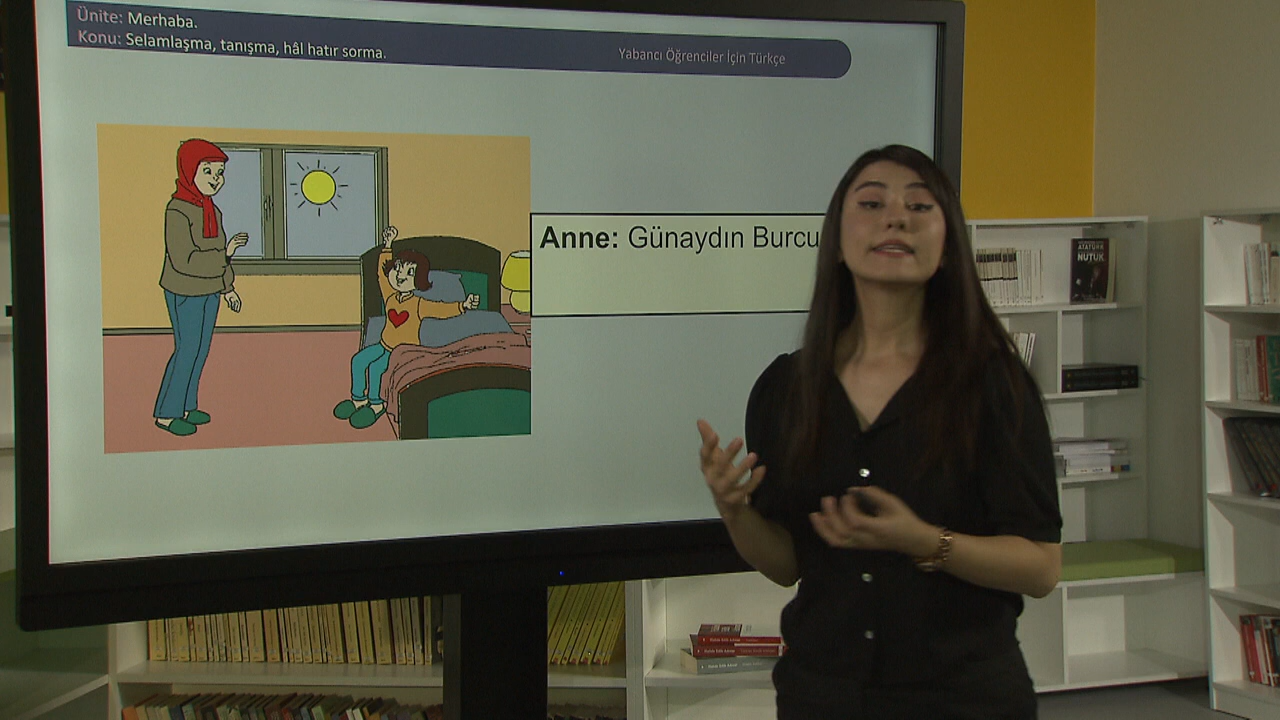 Ünite: Merhaba.
Konu: Selamlaşma, tanışma, hâl hatır sorma.
Yabancı Öğrenciler İçin Türkçe
Anne: Günaydın Burcu
ATATÜRK
NUTUK